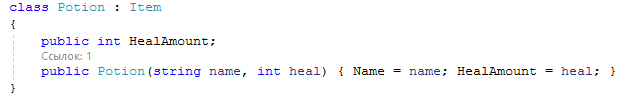 class Potion : Item
{
    public int HealAmount;
    Ссылок: 1
    public Potion(string name, int heal) { Name = name; HealAmount = heal; }
}